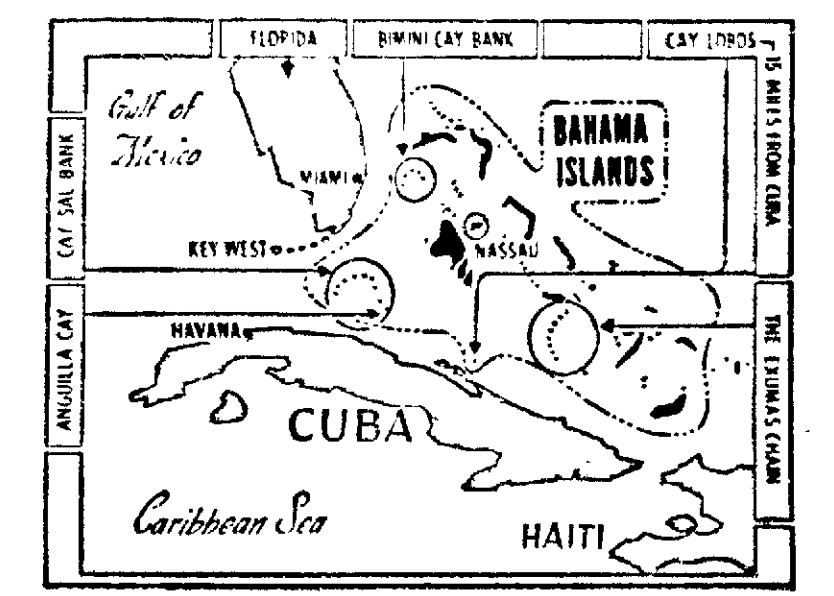 FLORIDA
BIMINI CAY BANK
CAY LOBOS
15 MILES FROM CUBA
Gulf of
Mexico
BAHAMA
ISLANDS
CAY SAL BANK
MIAMI
KEY WEST
NASSAU
HAVANA
ANGUILLA CAY
THE EXUMAS CHAIN
CUBA
Caribbean Sea
HAITI